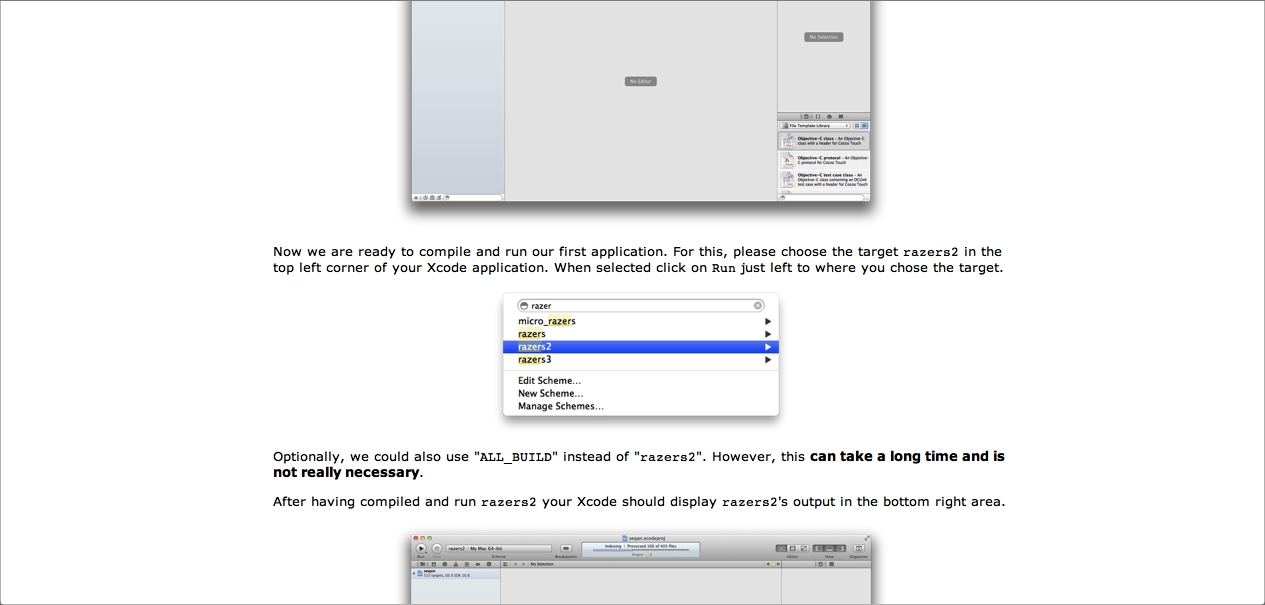 No Selection
No Editor
File Template Library
Objective-C class - An Objective-C
class with a header for Cocoa Touch
Objective-C protocol - An Objective-
C protocol for Cocoa Touch
Objective-C test case class - An
Objective-C class containing an OCUnit
test case with a header for Cocoa Touch
Now we are ready to compile and run our first application. For this, please choose the target razers2 in the
top left corner of your Xcode application. When selected click on Run just left to where you chose the target.
razer
micro_razers
razers
razers2
razers3
Edit Scheme...
New Scheme...
Manage Schemes...
Optionally, we could also use "ALL_BUILD" instead of "razers2". However, this can take a long time and is
not really necessary.
After having compiled and run razers2 your Xcode should display razers2's output in the bottom right area.
seqan.xcodeproj
razers2 My Mac 64-bit
Indexing | Processed 166 of 455 files
Run Stop Scheme Breakpoints Editor View Organizer
No Selection
seqan